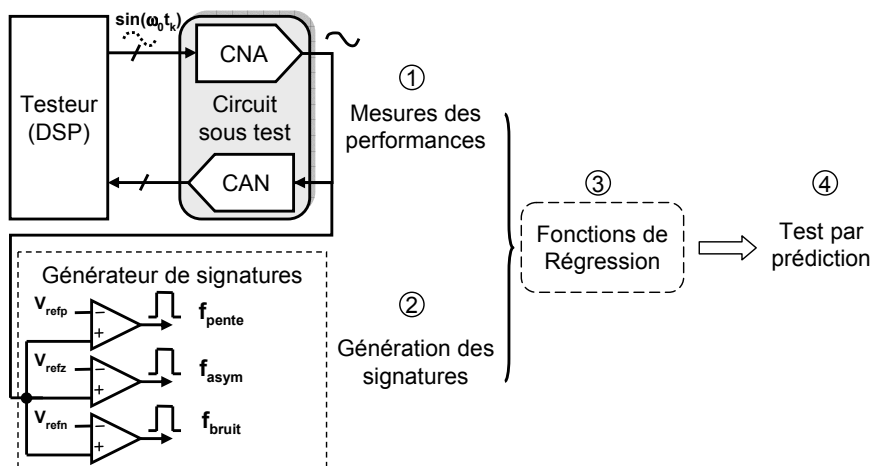 sin(ω₀tₖ)
CNA
Testeur
(DSP)
Circuit
sous test
CAN
①
Mesures des
performances
③
Fonctions de
Régression
④
Test par
prédiction
Générateur de signatures
Vrefp
−
+
fpente
Vrefz
−
+
fasym
Vrefn
−
+
fbruit
②
Génération des
signatures